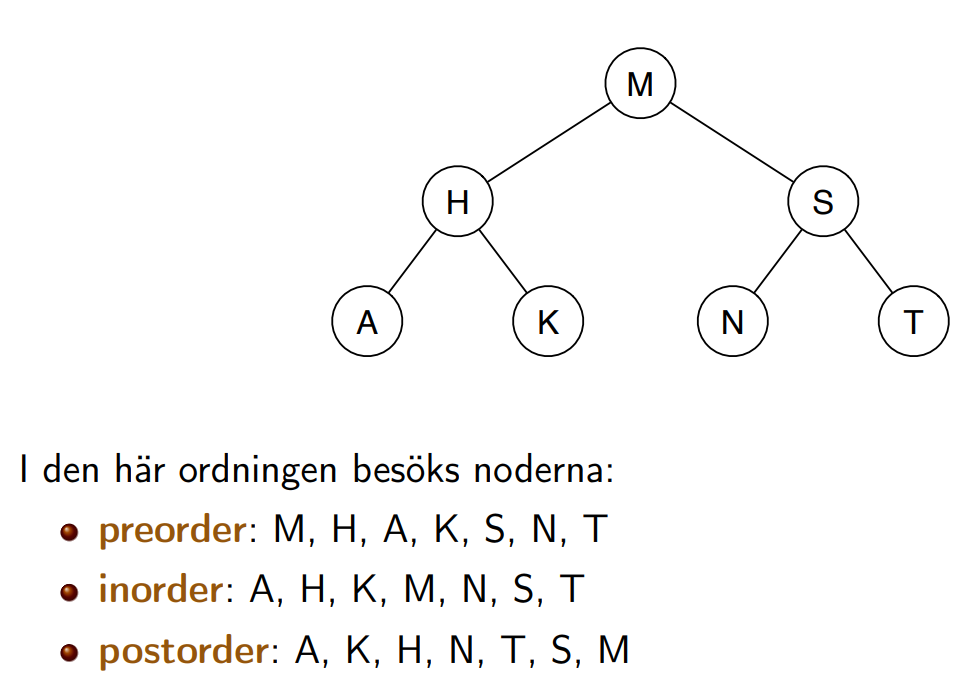 M
H
S
A
K
N
T
I den här ordningen besöks noderna:
preorder: M, H, A, K, S, N, T
inorder: A, H, K, M, N, S, T
postorder: A, K, H, N, T, S, M